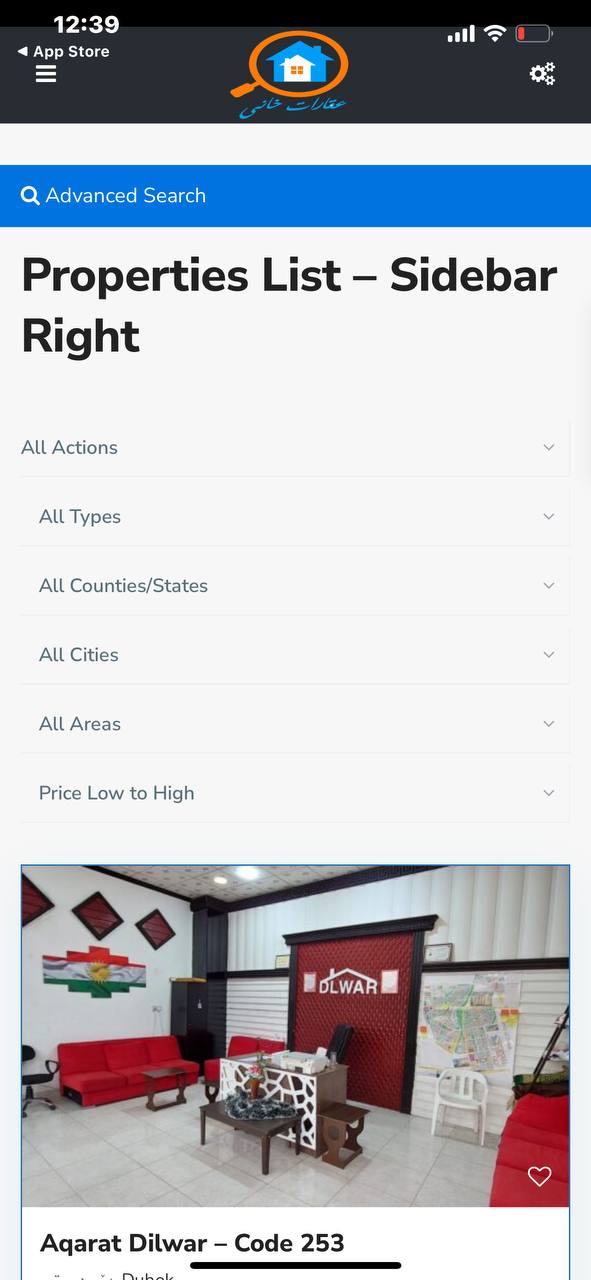 12:39
◀ App Store
عقارات خانى
Advanced Search
Properties List – Sidebar
Right
All Actions
All Types
All Counties/States
All Cities
All Areas
Price Low to High
DLWAR
Aqarat Dilwar – Code 253
Duhok